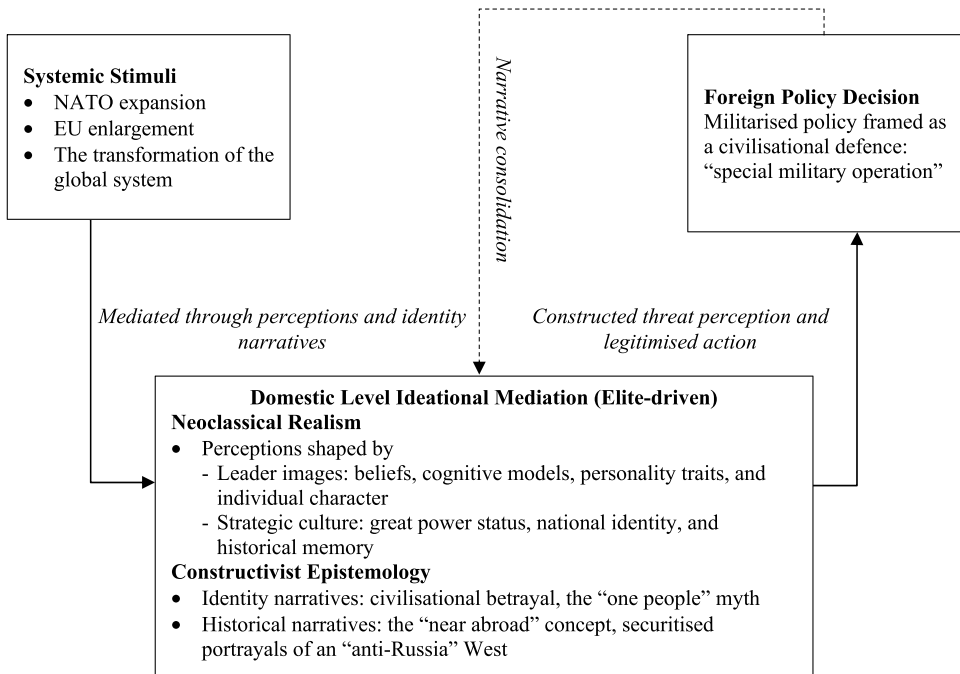 Systemic Stimuli
• NATO expansion
• EU enlargement
• The transformation of the
global system
Narrative consolidation
Foreign Policy Decision
Militarised policy framed as
a civilisational defence:
“special military operation”
Mediated through perceptions and identity
narratives
Constructed threat perception and
legitimised action
Domestic Level Ideational Mediation (Elite-driven)
Neoclassical Realism
• Perceptions shaped by
- Leader images: beliefs, cognitive models, personality traits, and
individual character
- Strategic culture: great power status, national identity, and
historical memory
Constructivist Epistemology
• Identity narratives: civilisational betrayal, the “one people” myth
• Historical narratives: the “near abroad” concept, securitised
portrayals of an “anti-Russia” West